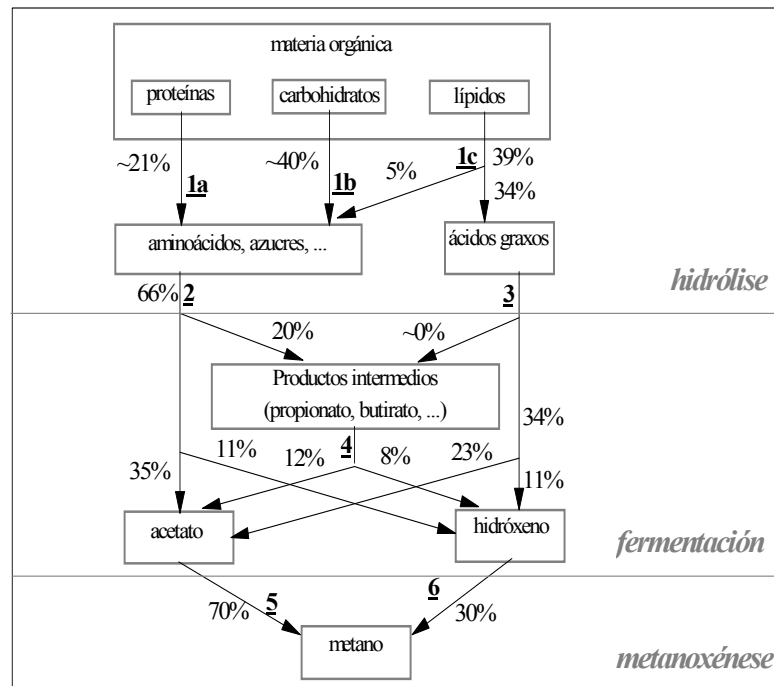 materia orgánica
proteínas
carbohidratos
lípidos
~21%
1a
~40%
1b
5%
1c
39%
34%
aminoácidos, azucres, ...
ácidos graxos
hidrólise
66%
2
3
20%
~0%
Productos intermedios
(propionato, butirato, ...)
34%
4
11%
12%
8%
23%
35%
11%
acetato
hidróxeno
fermentación
5
6
70%
30%
metano
metanoxénese